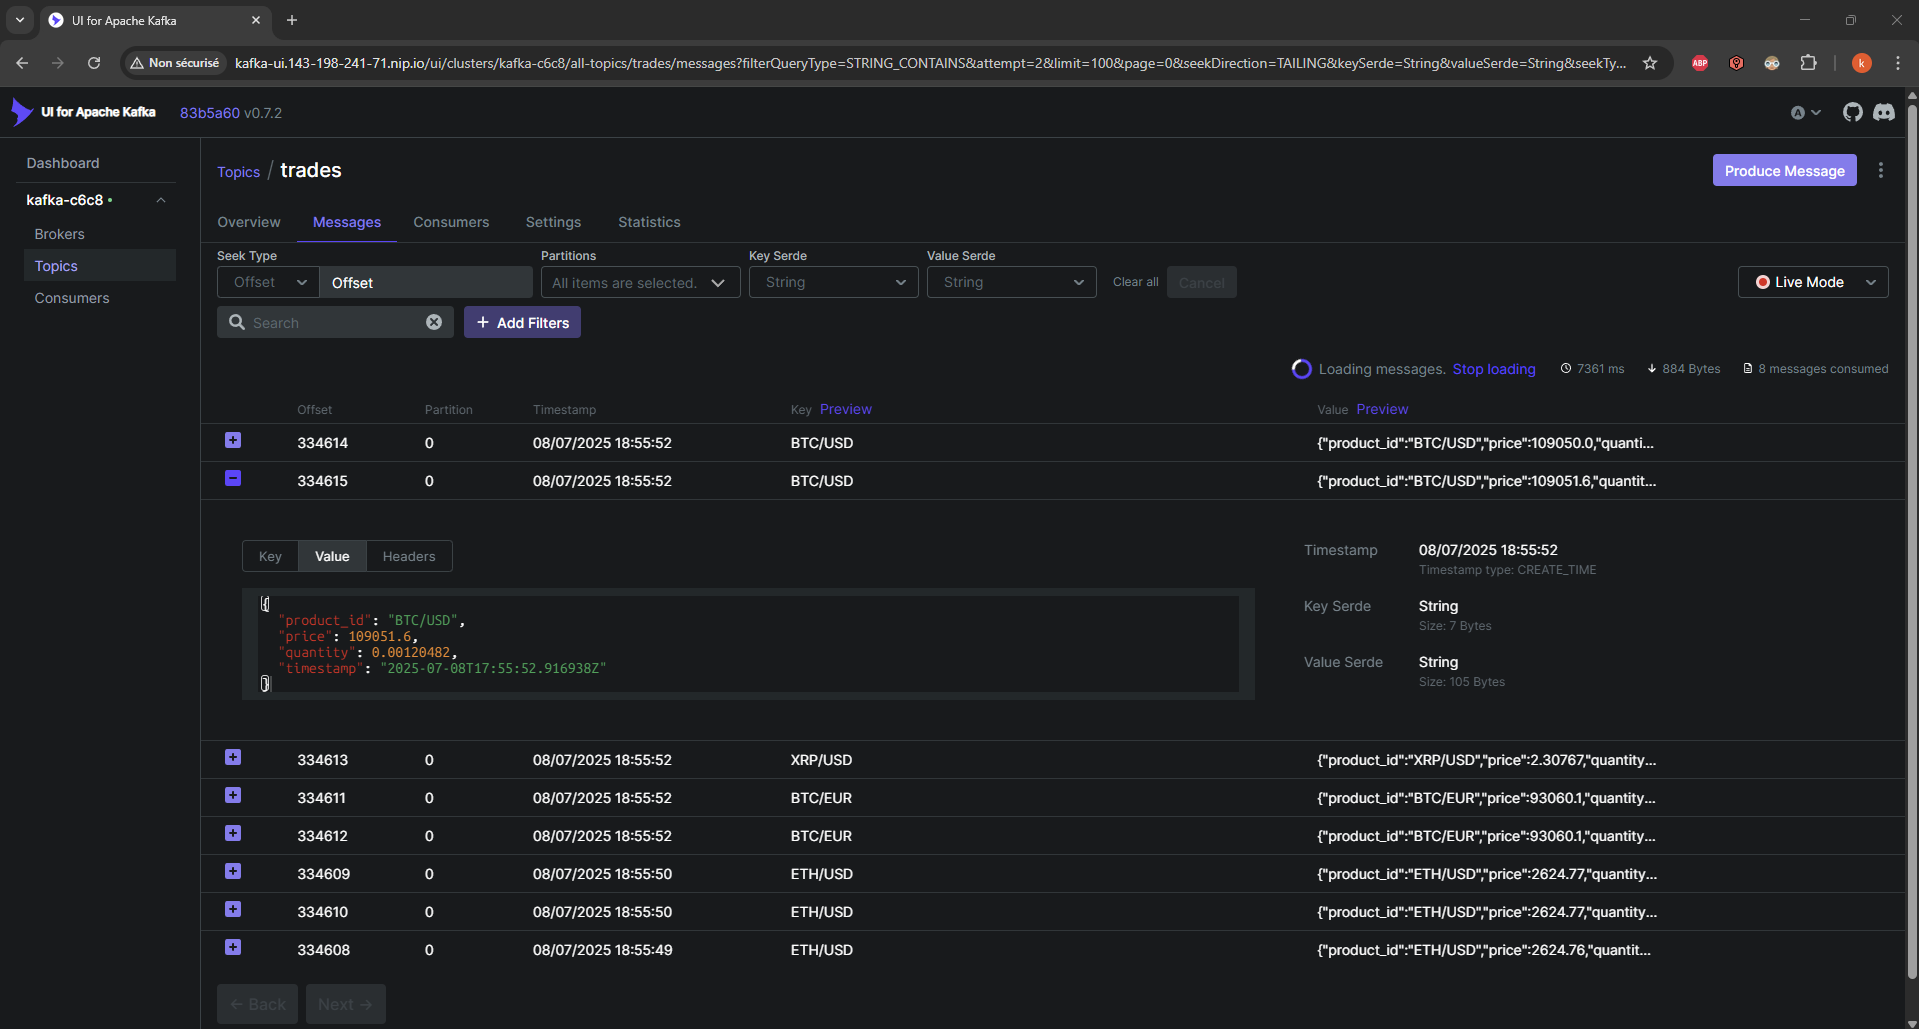 UI for Apache Kafka
Non sécurisé
kafka-ui.143-198-241-71.nip.io/ui/clusters/kafka-c6c8/all-topics/trades/messages?filterQueryType=STRING_CONTAINS&attempt=2&limit=100&page=0&seekDirection=TAILING&keySerde=String&valueSerde=String&seekTy...
ABP
k
UI for Apache Kafka 83b5a60 v0.7.2
A
Dashboard
kafka-c6c8
Brokers
Topics
Consumers
Topics / trades
Produce Message
Overview Messages Consumers Settings Statistics
Seek Type Partitions Key Serde Value Serde
Offset Offset All items are selected. String String Clear all Cancel Live Mode
Search + Add Filters
Loading messages. Stop loading 7361 ms 884 Bytes 8 messages consumed
Offset Partition Timestamp Key Preview Value Preview
334614 0 08/07/2025 18:55:52 BTC/USD {"product_id":"BTC/USD","price":109050.0,"quanti...
334615 0 08/07/2025 18:55:52 BTC/USD {"product_id":"BTC/USD","price":109051.6,"quantit...
Key Value Headers
{
"product_id": "BTC/USD",
"price": 109051.6,
"quantity": 0.00120482,
"timestamp": "2025-07-08T17:55:52.916938Z"
}
Timestamp 08/07/2025 18:55:52
Timestamp type: CREATE_TIME
Key Serde String
Size: 7 Bytes
Value Serde String
Size: 105 Bytes
334613 0 08/07/2025 18:55:52 XRP/USD {"product_id":"XRP/USD","price":2.30767,"quantity...
334611 0 08/07/2025 18:55:52 BTC/EUR {"product_id":"BTC/EUR","price":93060.1,"quantity...
334612 0 08/07/2025 18:55:52 BTC/EUR {"product_id":"BTC/EUR","price":93060.1,"quantity...
334609 0 08/07/2025 18:55:50 ETH/USD {"product_id":"ETH/USD","price":2624.77,"quantity...
334610 0 08/07/2025 18:55:50 ETH/USD {"product_id":"ETH/USD","price":2624.77,"quantity...
334608 0 08/07/2025 18:55:49 ETH/USD {"product_id":"ETH/USD","price":2624.76,"quantit...
← Back Next →